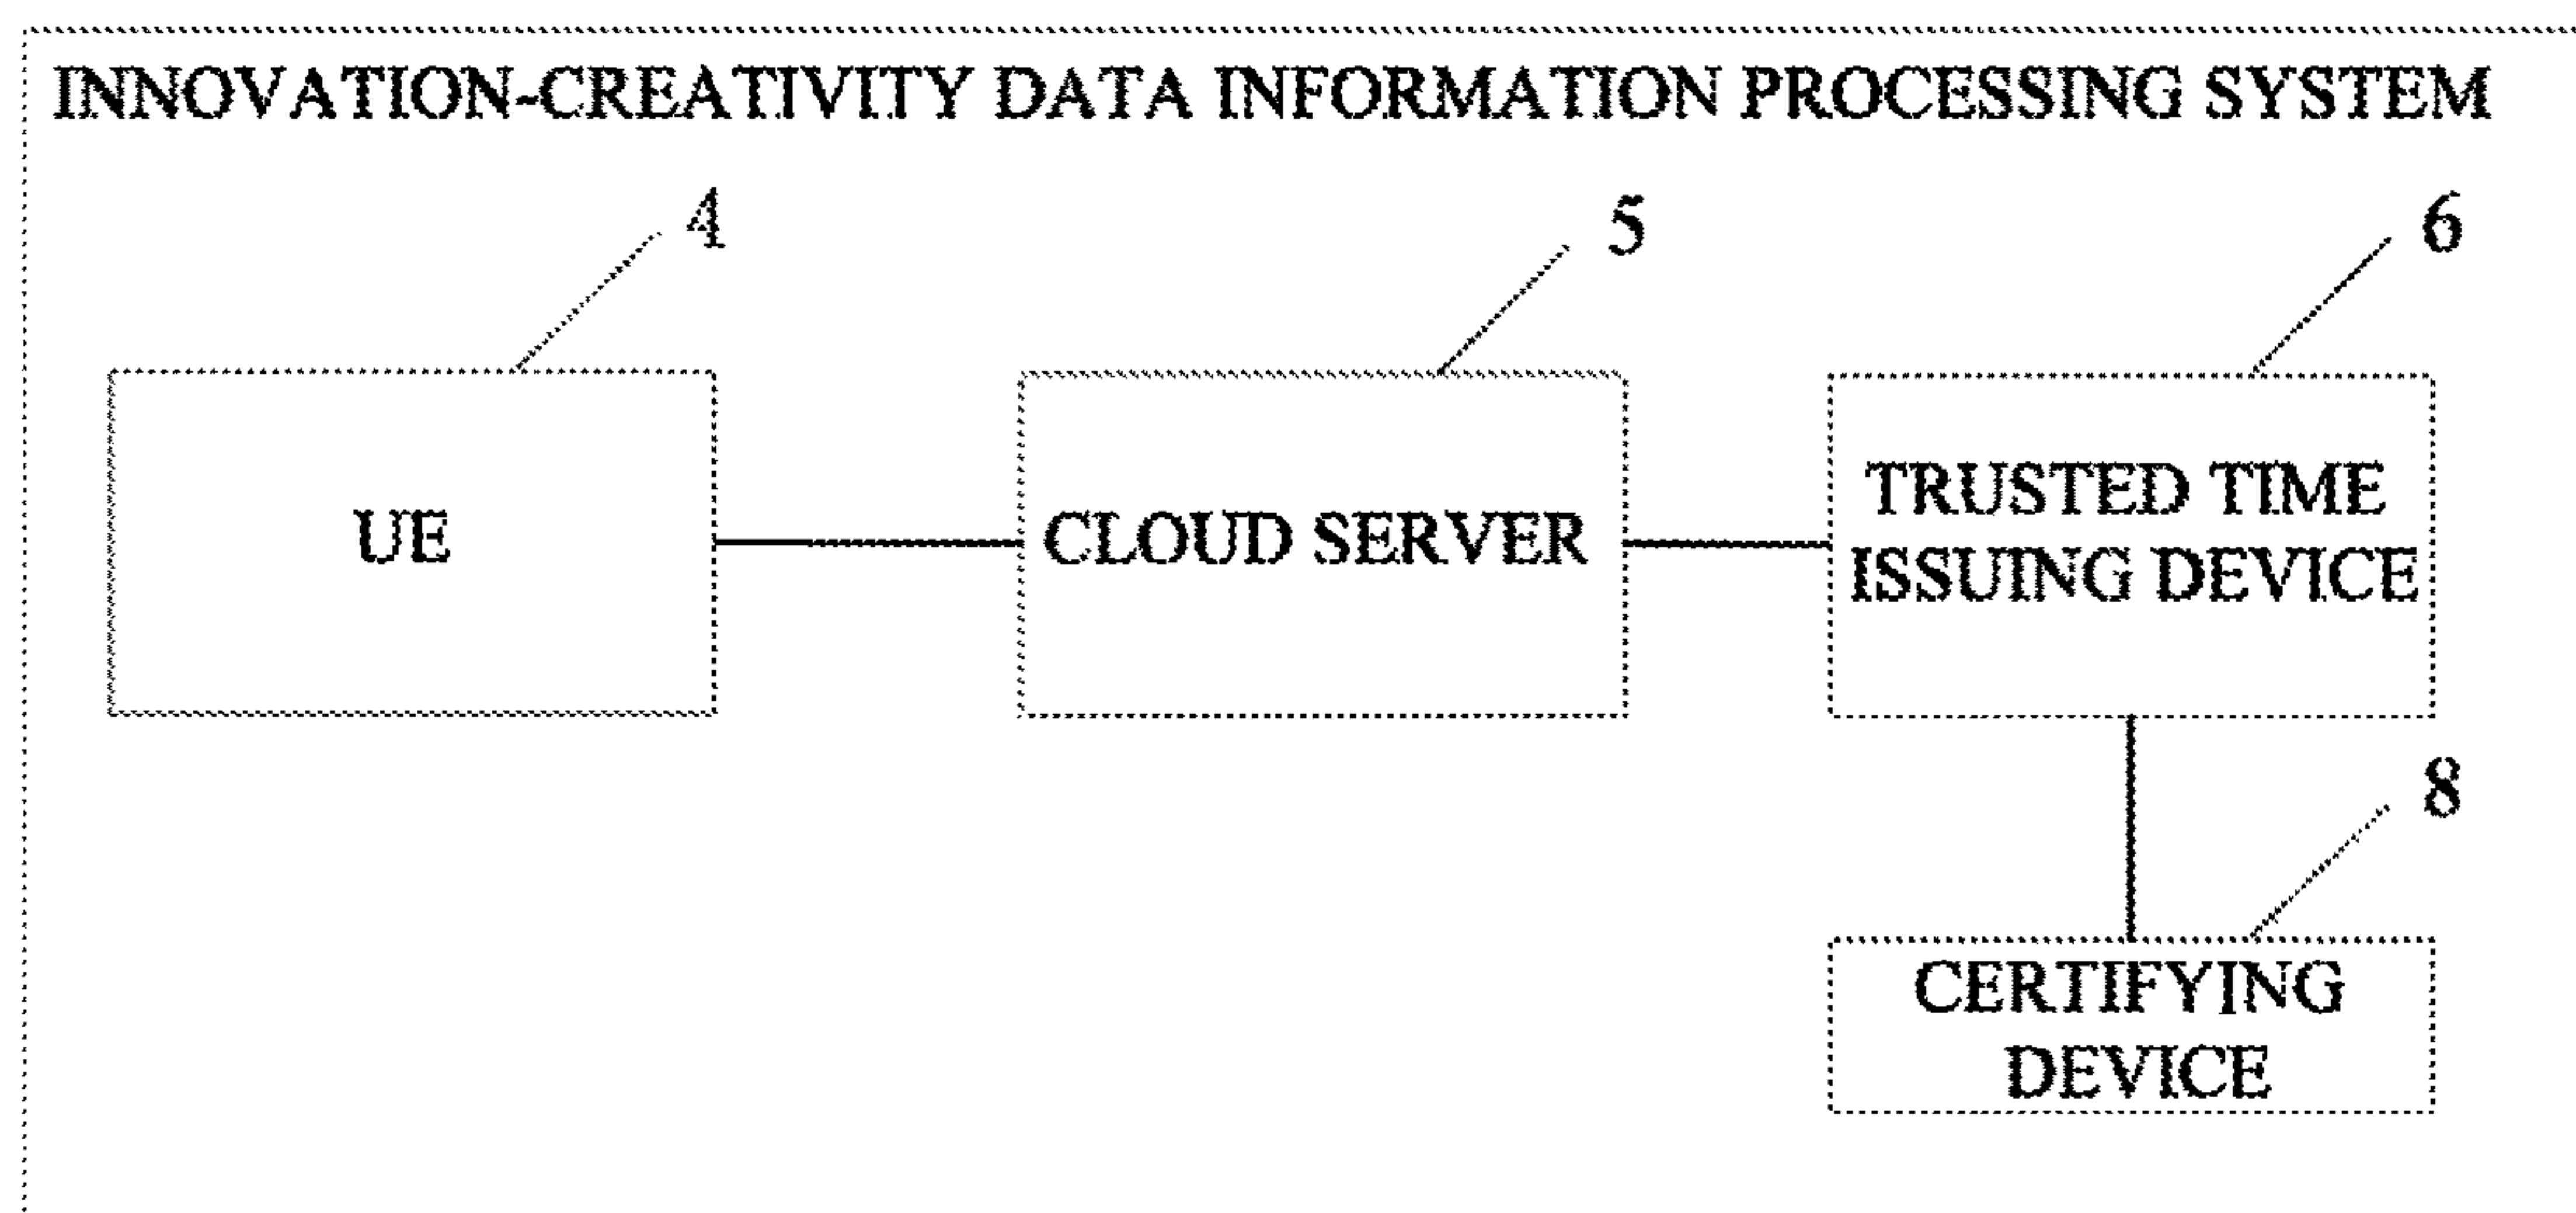 INNOVATION-CREATIVITY DATA INFORMATION PROCESSING SYSTEM
4
5
6
UE
CLOUD SERVER
TRUSTED TIME
ISSUING DEVICE
8
CERTIFYING
DEVICE